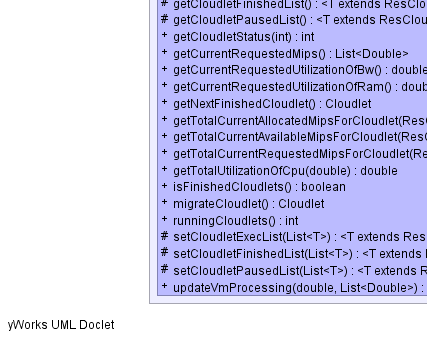 # getCloudletFinishedList() : <T extends ResClou
# getCloudletPausedList() : <T extends ResCloud
+ getCloudletStatus(int) : int
+ getCurrentRequestedMips() : List<Double>
+ getCurrentRequestedUtilizationOfBw() : double
+ getCurrentRequestedUtilizationOfRam() : doub
+ getNextFinishedCloudlet() : Cloudlet
+ getTotalCurrentAllocatedMipsForCloudlet(Res
+ getTotalCurrentAvailableMipsForCloudlet(Res
+ getTotalCurrentRequestedMipsForCloudlet(Re
+ getTotalUtilizationOfCpu(double) : double
+ isFinishedCloudlets() : boolean
+ migrateCloudlet() : Cloudlet
+ runningCloudlets() : int
# setCloudletExecList(List<T>) : <T extends Res
# setCloudletFinishedList(List<T>) : <T extends
# setCloudletPausedList(List<T>) : <T extends R
+ updateVmProcessing(double, List<Double>) :
yWorks UML Doclet